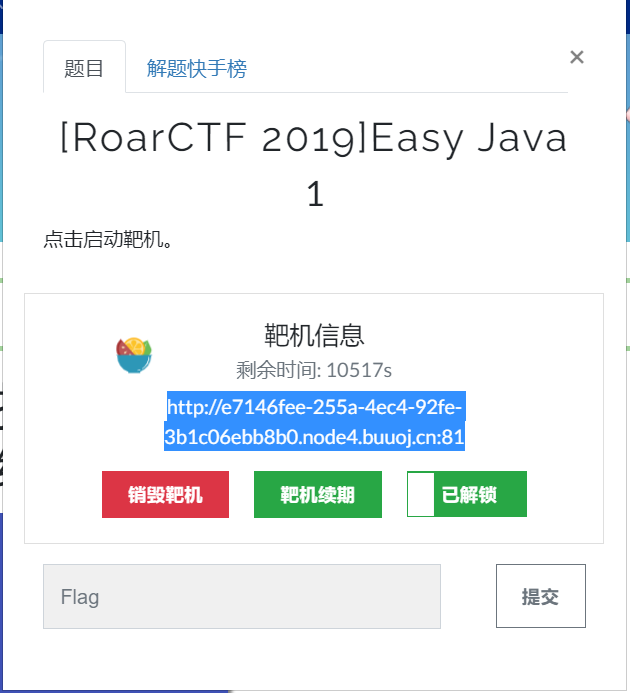 题目
解题快手榜
×
[RoarCTF 2019]Easy Java
1
点击启动靶机。
靶机信息
剩余时间: 10517s
http://e7146fee-255a-4ec4-92fe-
3b1c06ebb8b0.node4.buuoj.cn:81
销毁靶机
靶机续期
已解锁
Flag
提交